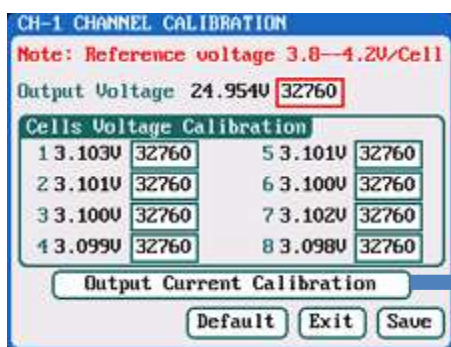 CH-1 CHANNEL CALIBRATION
Note: Reference voltage 3.8--4.2V/Cell
Output Voltage 24.954V 32760
Cells Voltage Calibration
1 3.103V 32760 5 3.101V 32760
2 3.101V 32760 6 3.100V 32760
3 3.100V 32760 7 3.102V 32760
4 3.099V 32760 8 3.098V 32760
Output Current Calibration
Default Exit Save